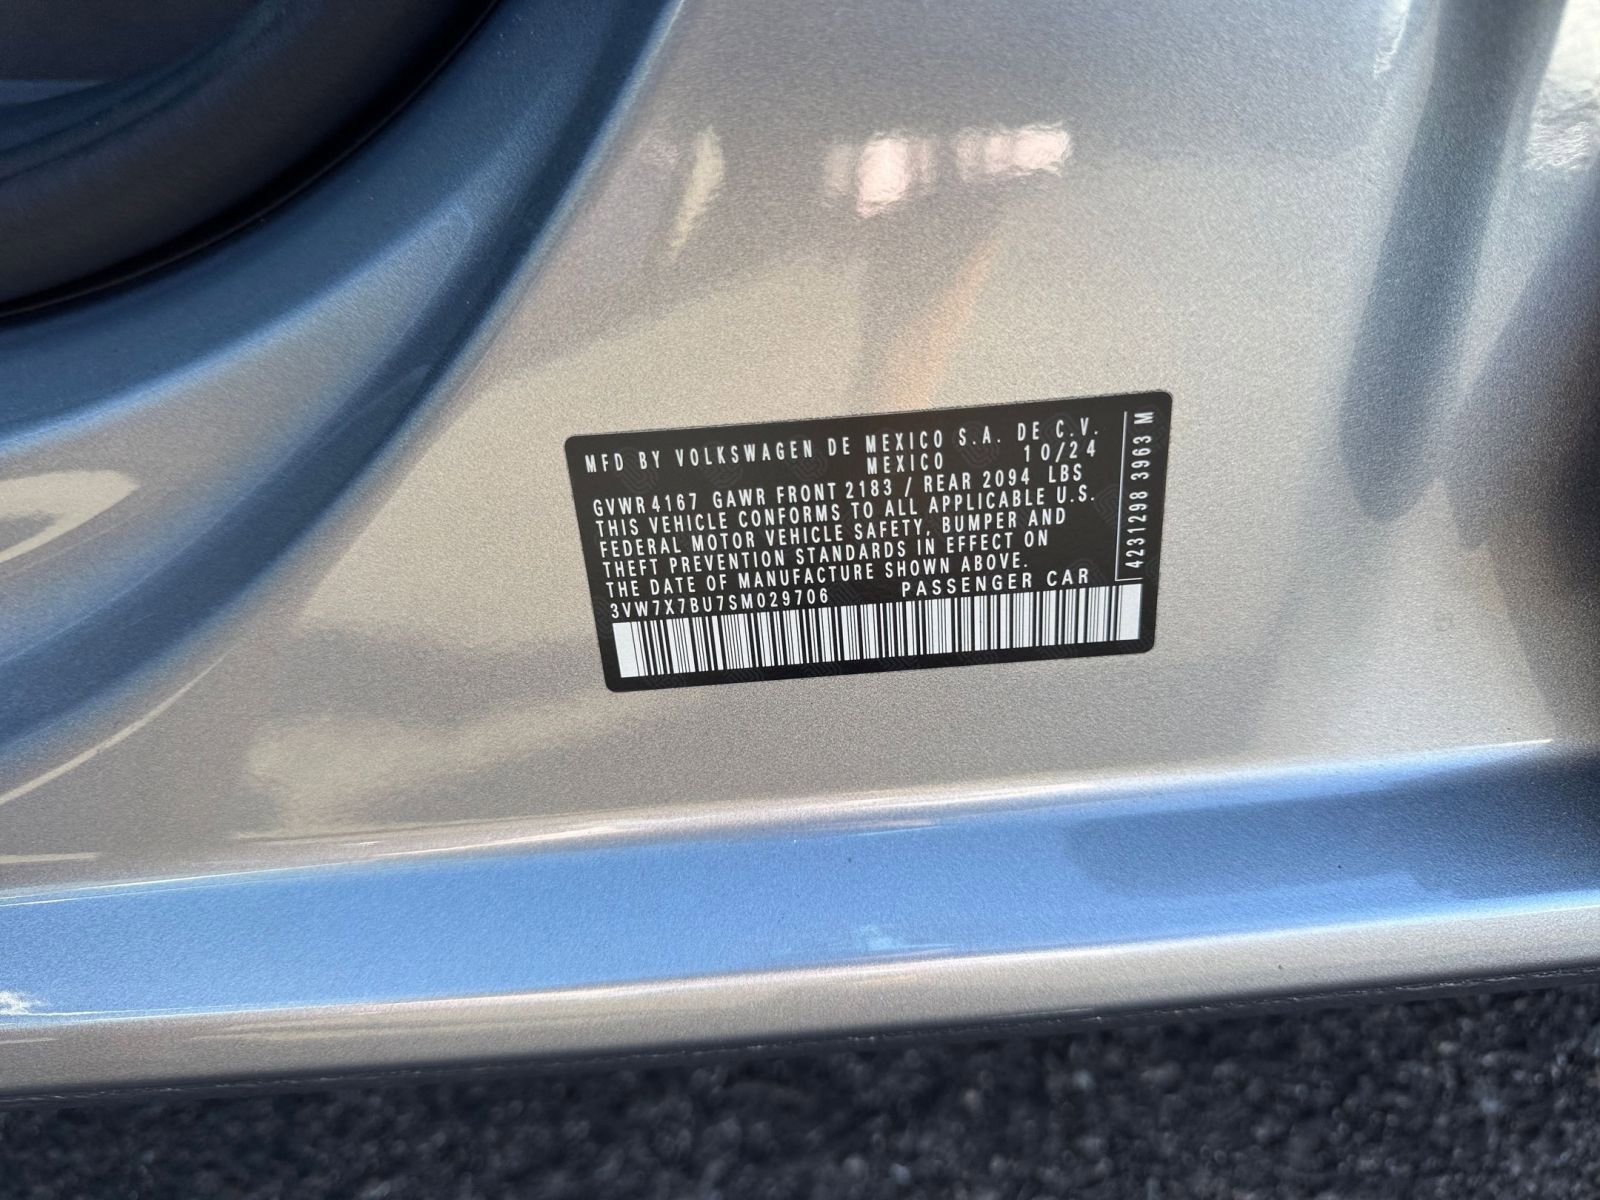 MFD BY VOLKSWAGEN DE MEXICO S.A. DE C.V.
MEXICO 10/24
GVWR 4167 GAWR FRONT 2183 / REAR 2094 LBS
THIS VEHICLE CONFORMS TO ALL APPLICABLE U.S.
FEDERAL MOTOR VEHICLE SAFETY, BUMPER AND
THEFT PREVENTION STANDARDS IN EFFECT ON
THE DATE OF MANUFACTURE SHOWN ABOVE.
3VW7X7BU7SM029706 PASSENGER CAR
4231298 3963 M